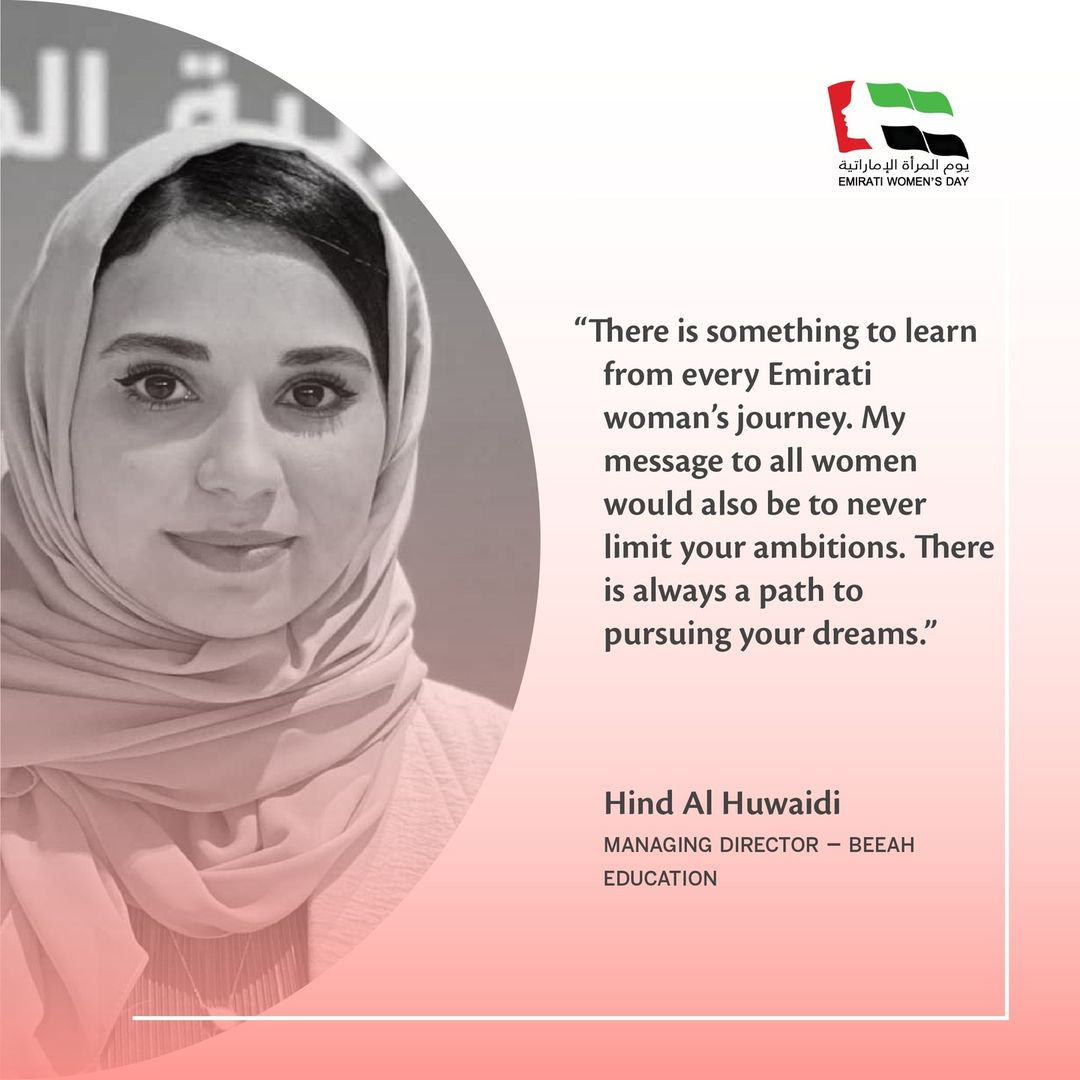 يوم المرأة الإماراتية
EMIRATI WOMEN'S DAY
“There is something to learn
from every Emirati
woman’s journey. My
message to all women
would also be to never
limit your ambitions. There
is always a path to
pursuing your dreams.”
Hind Al Huwaidi
MANAGING DIRECTOR – BEEAH
EDUCATION